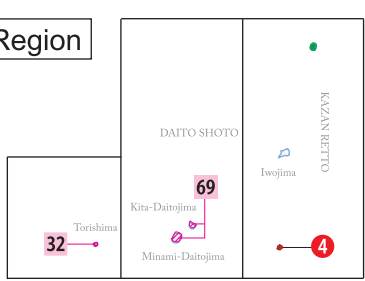 Region
KAZAN RETTO
DAITO SHOTO
Iwojima
69
Kita-Daitojima
Torishima
32
4
Minami-Daitojima